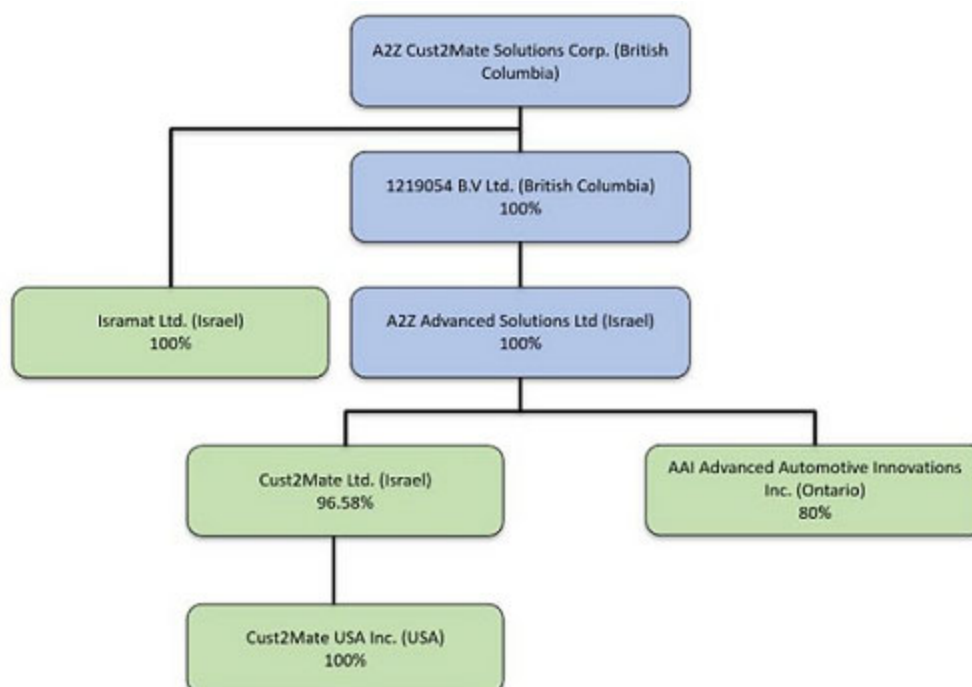 A2Z Cust2Mate Solutions Corp. (British
Columbia)
1219054 B.V Ltd. (British Columbia)
100%
Isramat Ltd. (Israel)
100%
A2Z Advanced Solutions Ltd (Israel)
100%
Cust2Mate Ltd. (Israel)
96.58%
AAI Advanced Automotive Innovations
Inc. (Ontario)
80%
Cust2Mate USA Inc. (USA)
100%